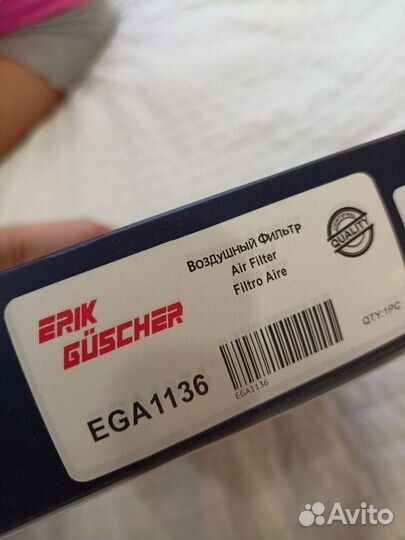 ERIK
GÜSCHER
Воздушный Фильтр
Air Filter
Filtro Aire
QUALITY
EGA1136
EGA1136
QTY:1PC
Avito